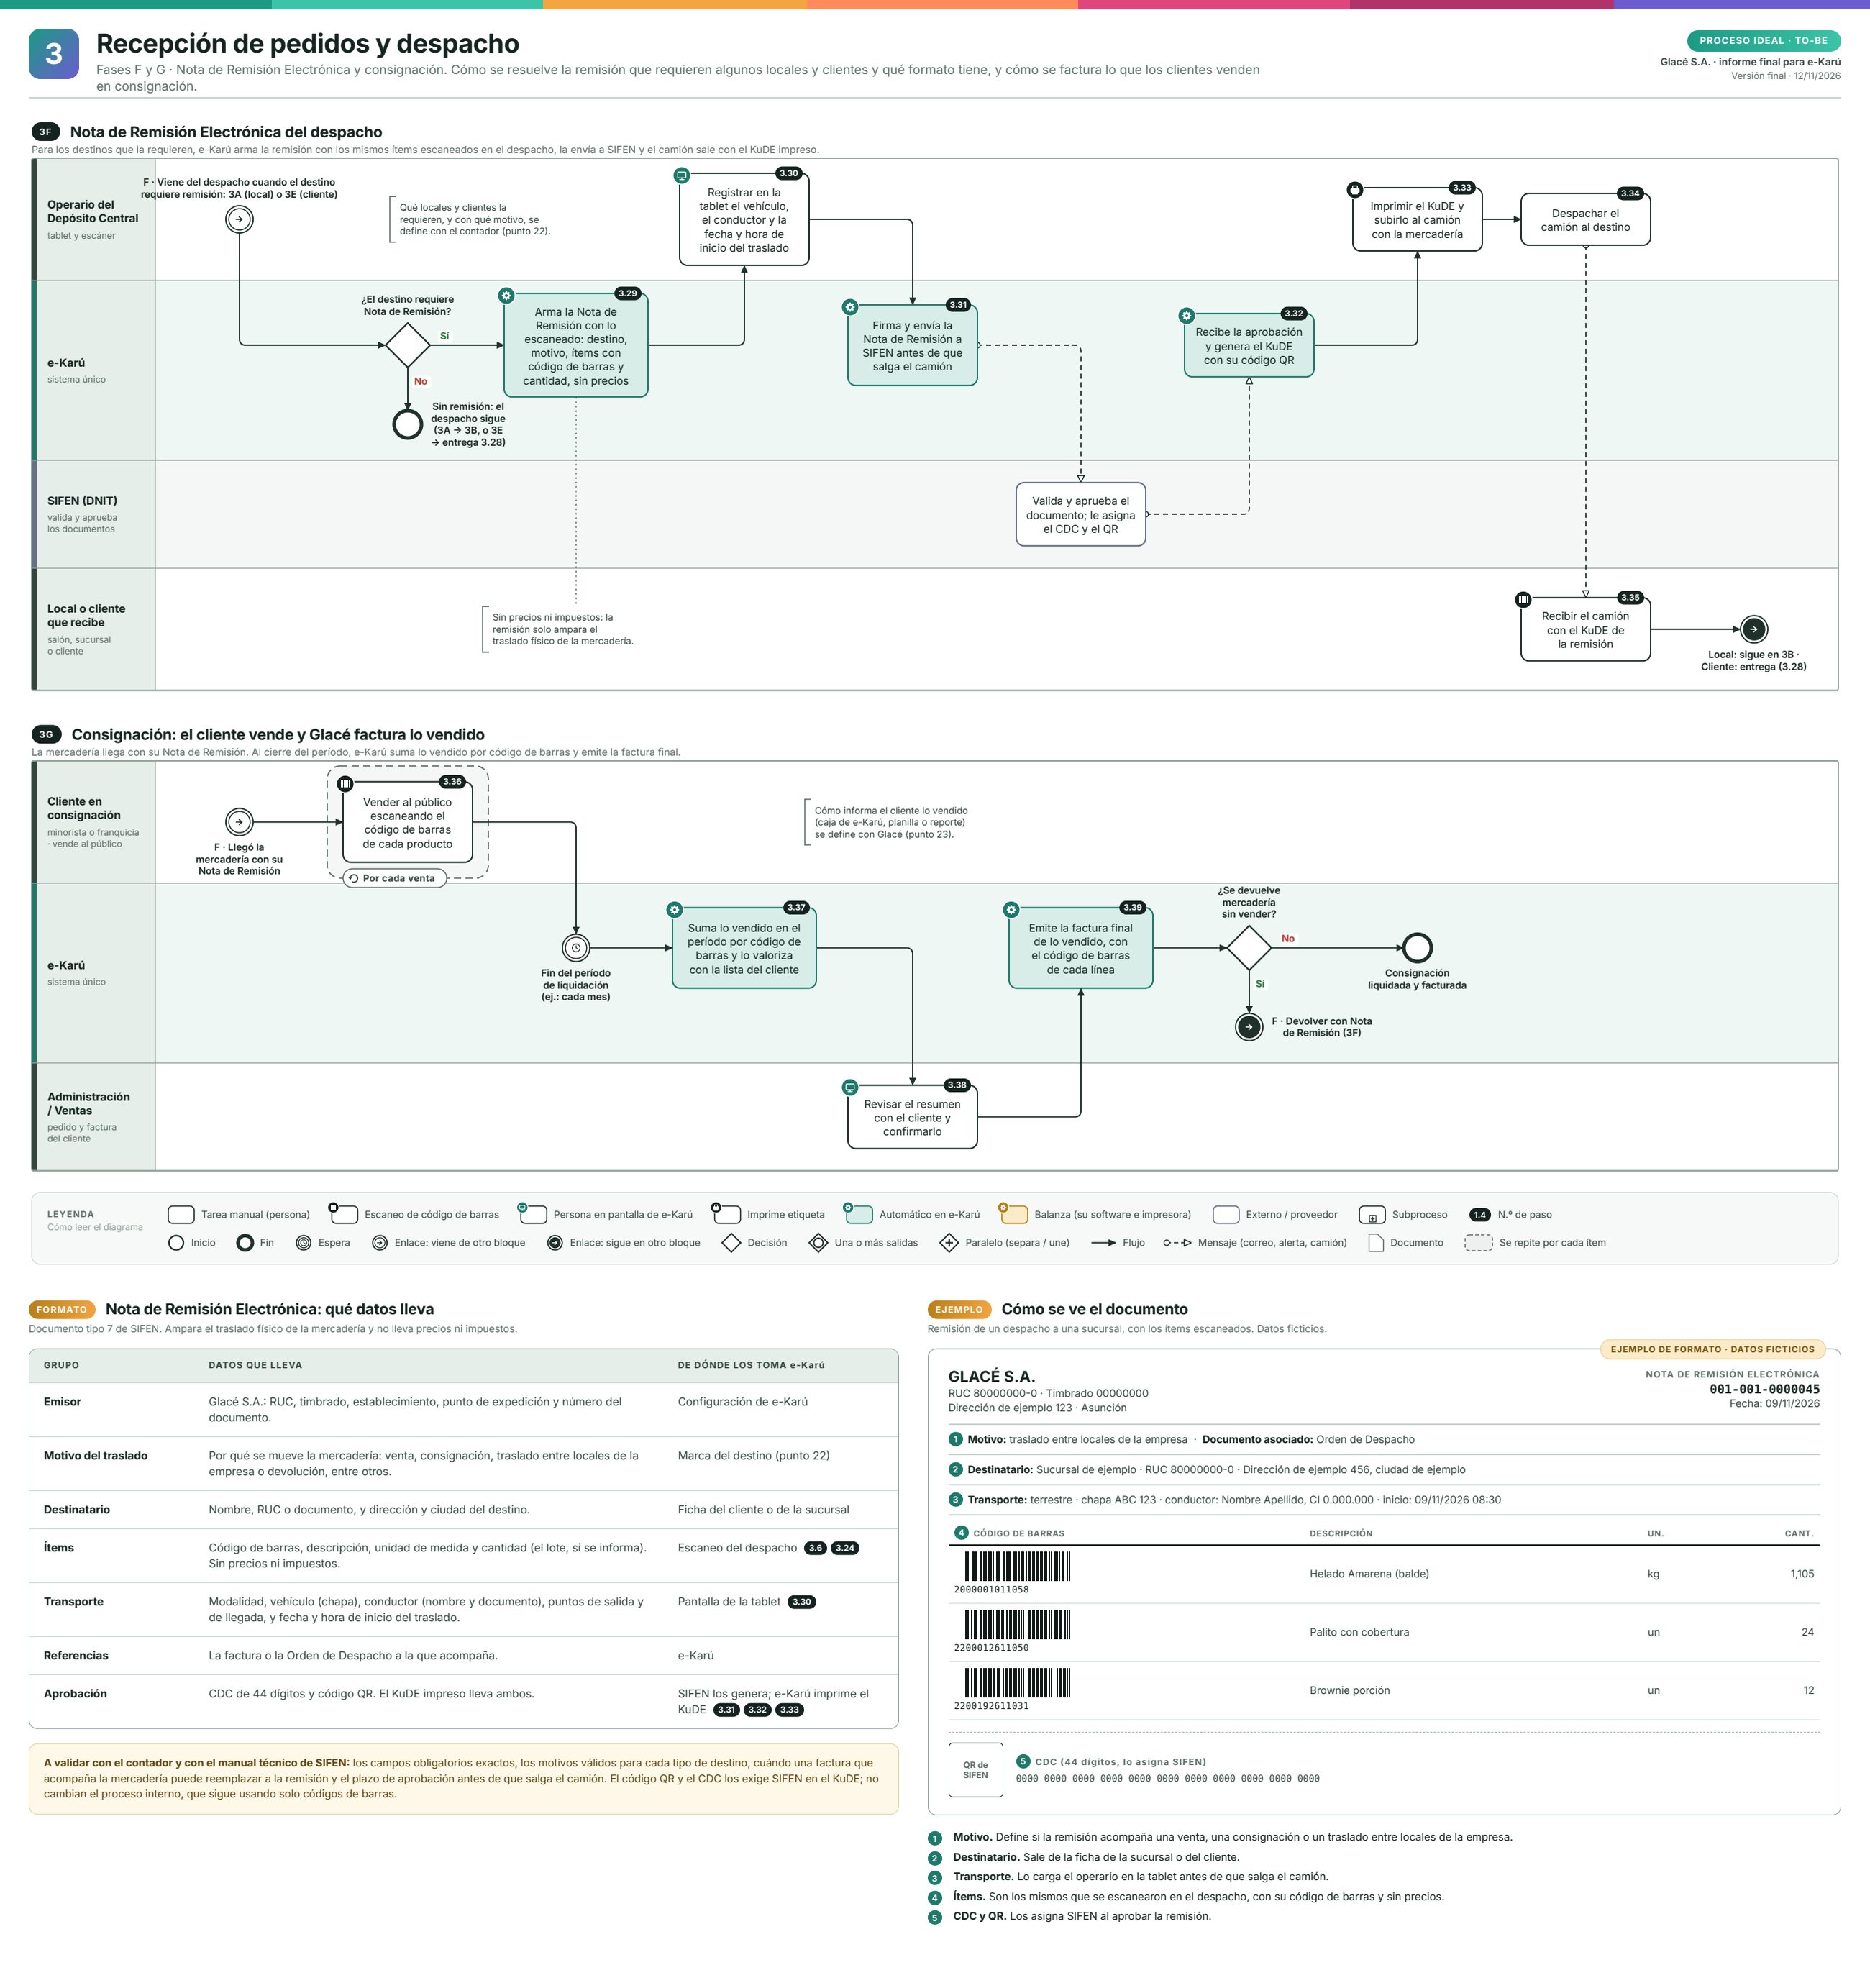 3
Recepción de pedidos y despacho
Fases F y G · Nota de Remisión Electrónica y consignación. Cómo se resuelve la remisión que requieren algunos locales y clientes y qué formato tiene, y cómo se factura lo que los clientes venden
en consignación.
PROCESO IDEAL · TO-BE
Glacé S.A. · informe final para e-Karú
Versión final · 12/11/2026
3F
Nota de Remisión Electrónica del despacho
Para los destinos que la requieren, e-Karú arma la remisión con los mismos ítems escaneados en el despacho, la envía a SIFEN y el camión sale con el KuDE impreso.
Operario del
Depósito Central
tablet y escáner
F · Viene del despacho cuando el destino
requiere remisión: 3A (local) o 3E (cliente)
Qué locales y clientes la
requieren, y con qué motivo, se
define con el contador (punto 22).
3.30
Registrar en la
tablet el vehículo,
el conductor y la
fecha y hora de
inicio del traslado
3.33
Imprimir el KuDE y
subirlo al camión
con la mercadería
3.34
Despachar el
camión al destino
e-Karú
sistema único
¿El destino requiere
Nota de Remisión?
Sí
No
Sin remisión: el
despacho sigue
(3A → 3B, o 3E
→ entrega 3.28)
3.29
Arma la Nota de
Remisión con lo
escaneado: destino,
motivo, ítems con
código de barras y
cantidad, sin precios
3.31
Firma y envía la
Nota de Remisión a
SIFEN antes de que
salga el camión
3.32
Recibe la aprobación
y genera el KuDE
con su código QR
SIFEN (DNIT)
valida y aprueba
los documentos
Valida y aprueba el
documento; le asigna
el CDC y el QR
Local o cliente
que recibe
salón, sucursal
o cliente
Sin precios ni impuestos: la
remisión solo ampara el
traslado físico de la mercadería.
3.35
Recibir el camión
con el KuDE de
la remisión
Local: sigue en 3B ·
Cliente: entrega (3.28)
3G
Consignación: el cliente vende y Glacé factura lo vendido
La mercadería llega con su Nota de Remisión. Al cierre del período, e-Karú suma lo vendido por código de barras y emite la factura final.
Cliente en
consignación
minorista o franquicia
· vende al público
F · Llegó la
mercadería con su
Nota de Remisión
3.36
Vender al público
escaneando el
código de barras
de cada producto
Por cada venta
Cómo informa el cliente lo vendido
(caja de e-Karú, planilla o reporte)
se define con Glacé (punto 23).
e-Karú
sistema único
Fin del período
de liquidación
(ej.: cada mes)
3.37
Suma lo vendido en el
período por código de
barras y lo valoriza
con la lista del cliente
3.39
Emite la factura final
de lo vendido, con
el código de barras
de cada línea
¿Se devuelve
mercadería
sin vender?
No
Sí
Consignación
liquidada y facturada
F · Devolver con Nota
de Remisión (3F)
Administración
/ Ventas
pedido y factura
del cliente
3.38
Revisar el resumen
con el cliente y
confirmarlo
LEYENDA
Cómo leer el diagrama
Tarea manual (persona)
Escaneo de código de barras
Persona en pantalla de e-Karú
Imprime etiqueta
Automático en e-Karú
Balanza (su software e impresora)
Externo / proveedor
Subproceso
1.4 N.º de paso
Inicio
Fin
Espera
Enlace: viene de otro bloque
Enlace: sigue en otro bloque
Decisión
Una o más salidas
Paralelo (separa / une)
Flujo
Mensaje (correo, alerta, camión)
Documento
Se repite por cada ítem
FORMATO
Nota de Remisión Electrónica: qué datos lleva
Documento tipo 7 de SIFEN. Ampara el traslado físico de la mercadería y no lleva precios ni impuestos.
GRUPO DATOS QUE LLEVA DE DÓNDE LOS TOMA e-Karú
Emisor
Glacé S.A.: RUC, timbrado, establecimiento, punto de expedición y número del
documento.
Configuración de e-Karú
Motivo del traslado
Por qué se mueve la mercadería: venta, consignación, traslado entre locales de la
empresa o devolución, entre otros.
Marca del destino (punto 22)
Destinatario
Nombre, RUC o documento, y dirección y ciudad del destino.
Ficha del cliente o de la sucursal
Ítems
Código de barras, descripción, unidad de medida y cantidad (el lote, si se informa).
Sin precios ni impuestos.
Escaneo del despacho 3.6 3.24
Transporte
Modalidad, vehículo (chapa), conductor (nombre y documento), puntos de salida y
de llegada, y fecha y hora de inicio del traslado.
Pantalla de la tablet 3.30
Referencias
La factura o la Orden de Despacho a la que acompaña.
e-Karú
Aprobación
CDC de 44 dígitos y código QR. El KuDE impreso lleva ambos.
SIFEN los genera; e-Karú imprime el
KuDE 3.31 3.32 3.33
A validar con el contador y con el manual técnico de SIFEN: los campos obligatorios exactos, los motivos válidos para cada tipo de destino, cuándo una factura que
acompaña la mercadería puede reemplazar a la remisión y el plazo de aprobación antes de que salga el camión. El código QR y el CDC los exige SIFEN en el KuDE; no
cambian el proceso interno, que sigue usando solo códigos de barras.
EJEMPLO
Cómo se ve el documento
Remisión de un despacho a una sucursal, con los ítems escaneados. Datos ficticios.
EJEMPLO DE FORMATO · DATOS FICTICIOS
GLACÉ S.A.
RUC 80000000-0 · Timbrado 00000000
Dirección de ejemplo 123 · Asunción
NOTA DE REMISIÓN ELECTRÓNICA
001-001-0000045
Fecha: 09/11/2026
1 Motivo: traslado entre locales de la empresa · Documento asociado: Orden de Despacho
2 Destinatario: Sucursal de ejemplo · RUC 80000000-0 · Dirección de ejemplo 456, ciudad de ejemplo
3 Transporte: terrestre · chapa ABC 123 · conductor: Nombre Apellido, CI 0.000.000 · inicio: 09/11/2026 08:30
4 CÓDIGO DE BARRAS DESCRIPCIÓN UN. CANT.
2000001011058 Helado Amarena (balde) kg 1,105
2200012611050 Palito con cobertura un 24
2200192611031 Brownie porción un 12
QR de
SIFEN
5 CDC (44 dígitos, lo asigna SIFEN)
0000 0000 0000 0000 0000 0000 0000 0000 0000 0000 0000
1 Motivo. Define si la remisión acompaña una venta, una consignación o un traslado entre locales de la empresa.
2 Destinatario. Sale de la ficha de la sucursal o del cliente.
3 Transporte. Lo carga el operario en la tablet antes de que salga el camión.
4 Ítems. Son los mismos que se escanearon en el despacho, con su código de barras y sin precios.
5 CDC y QR. Los asigna SIFEN al aprobar la remisión.